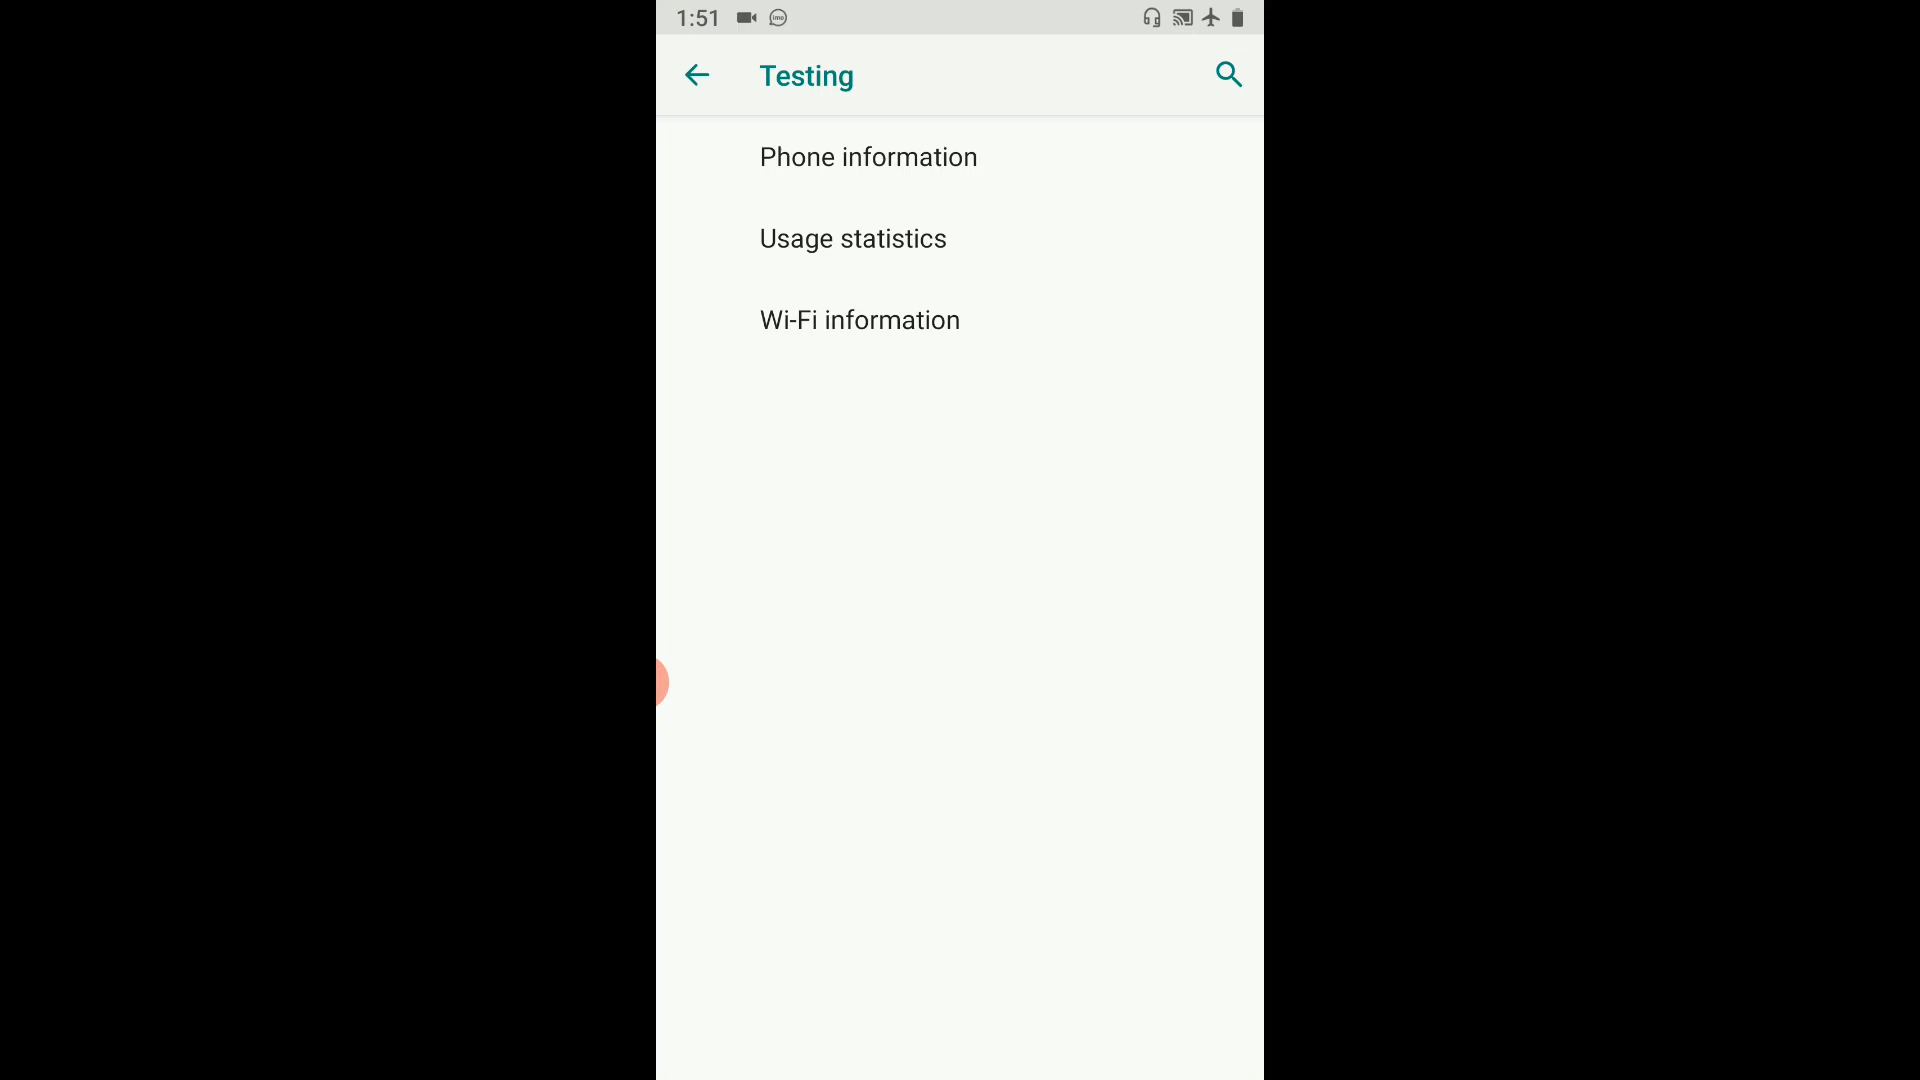 1:51
Testing
Phone information
Usage statistics
Wi-Fi information